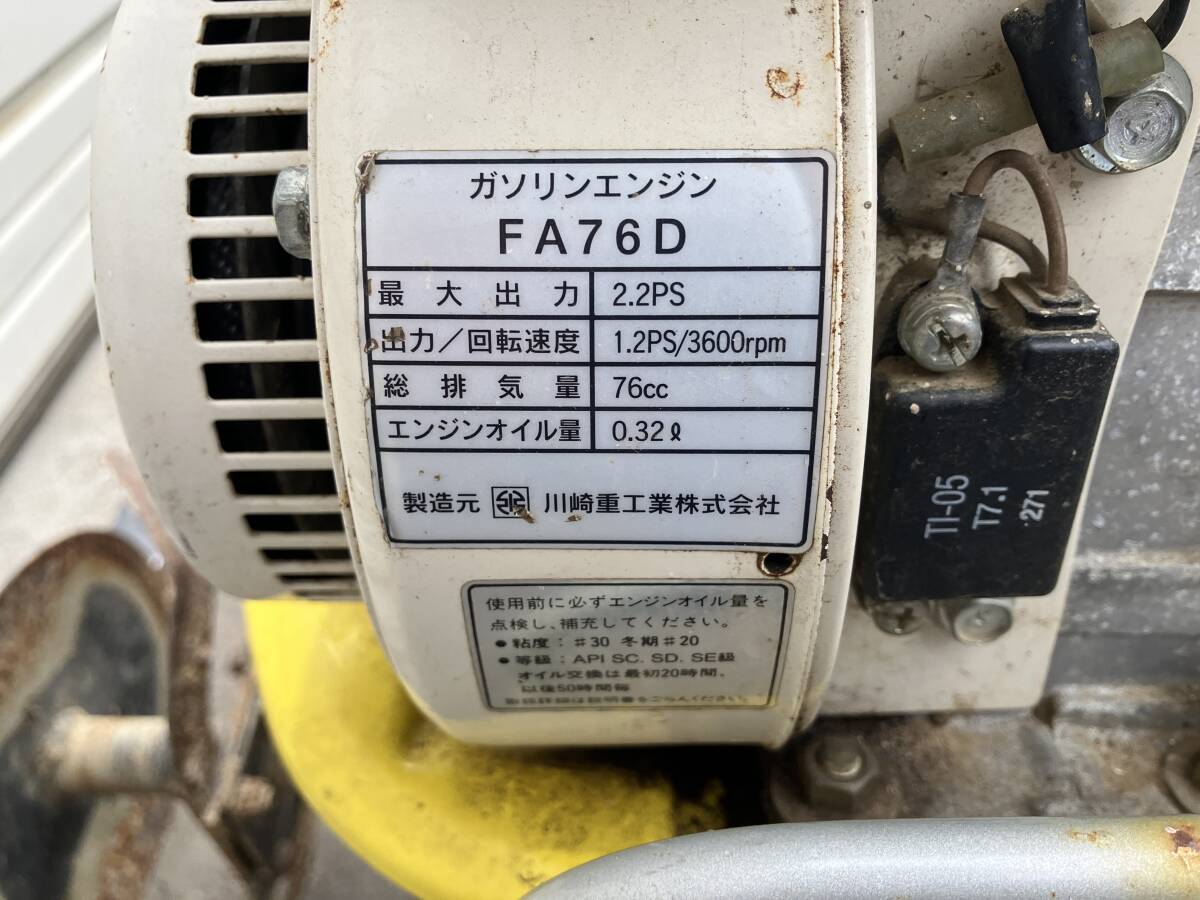 ガソリンエンジン
FA76D
最大出力 2.2PS
出力/回転速度 1.2PS/3600rpm
総排気量 76cc
エンジンオイル量 0.32ℓ
製造元 川崎重工業株式会社
使用前に必ずエンジンオイル量を
点検し、補充してください。
●粘度:#30 冬期#20
●等級:API SC. SD. SE級
オイル交換は最初20時間。
以後50時間毎
TI-05
T7.1
271